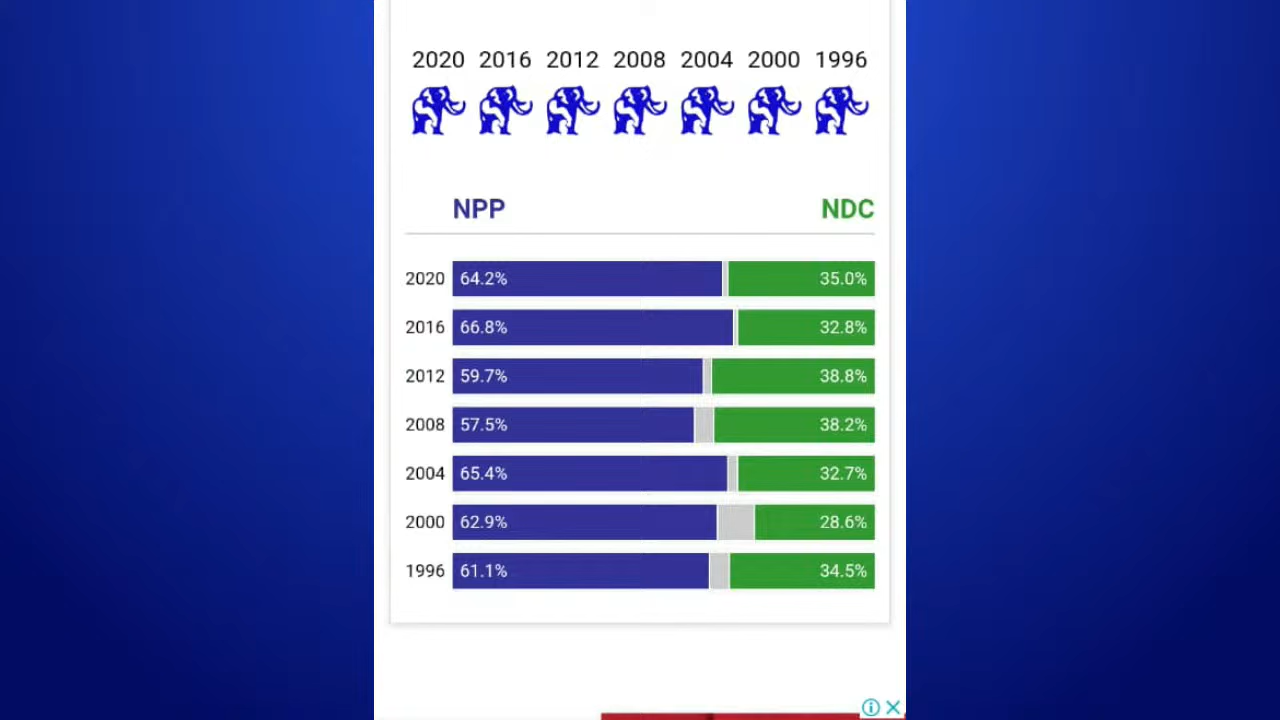 2020 2016 2012 2008 2004 2000 1996
NPP NDC
2020 64.2% 35.0%
2016 66.8% 32.8%
2012 59.7% 38.8%
2008 57.5% 38.2%
2004 65.4% 32.7%
2000 62.9% 28.6%
1996 61.1% 34.5%